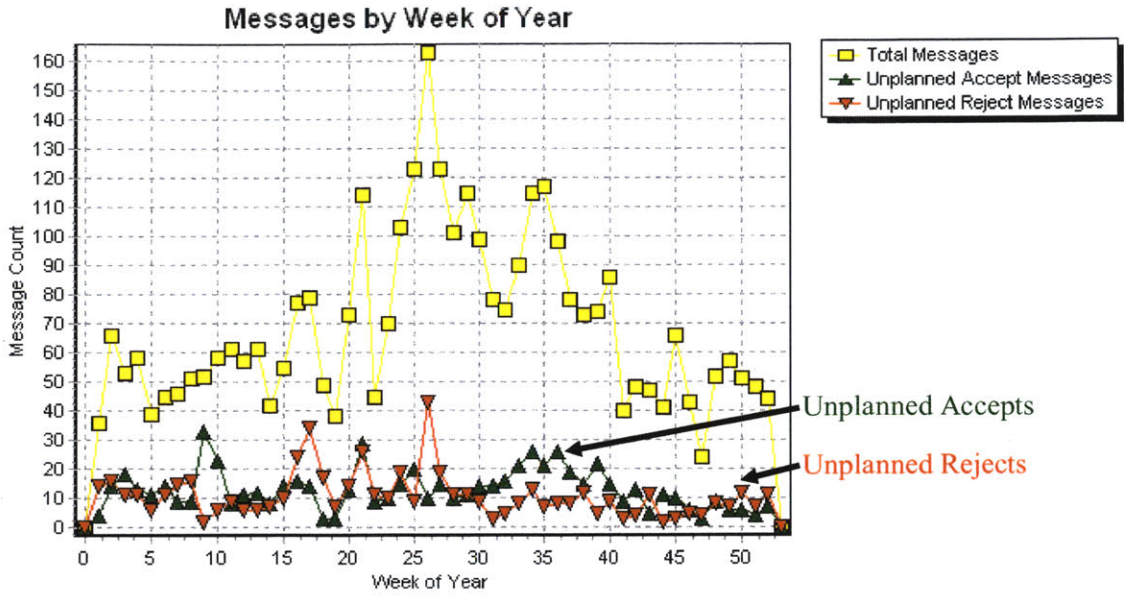 Messages by Week of Year
Total Messages
Unplanned Accept Messages
Unplanned Reject Messages
160
150
140
130
120
110
100
90
80
70
60
50
40
30
20
10
0
Message Count
Unplanned Accepts
Unplanned Rejects
0 5 10 15 20 25 30 35 40 45 50
Week of Year